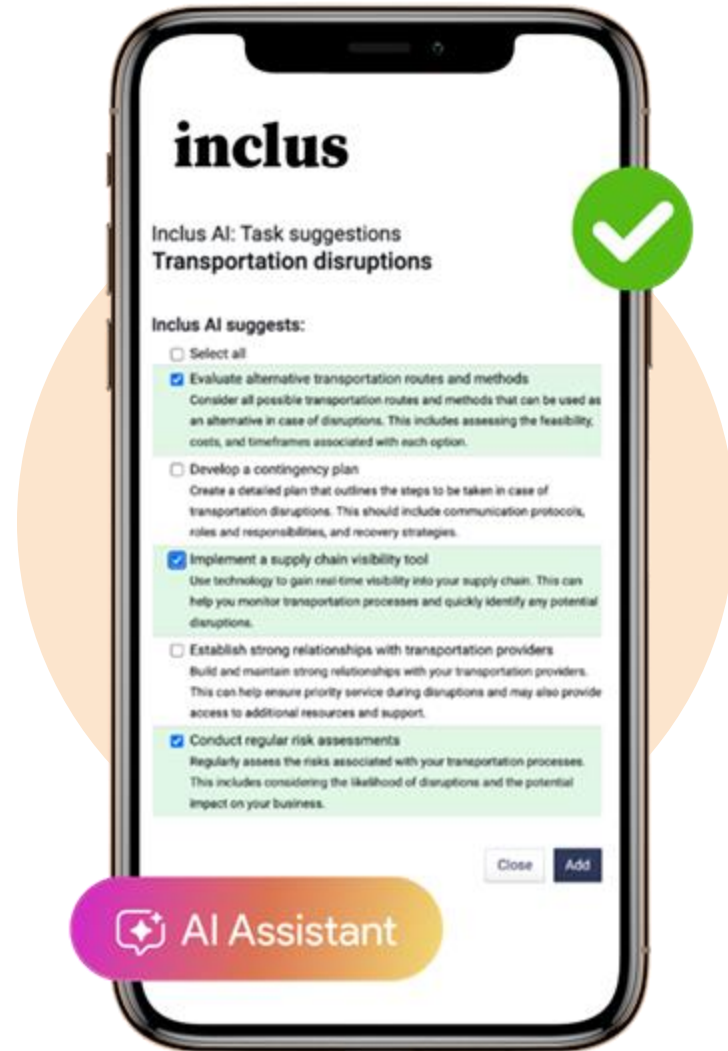 inclus
Inclus AI: Task suggestions
Transportation disruptions
Inclus AI suggests:
Select all
Evaluate alternative transportation routes and methods
Consider all possible transportation routes and methods that can be used as
an alternative in case of disruptions. This includes assessing the feasibility,
costs, and timeframes associated with each option.
Develop a contingency plan
Create a detailed plan that outlines the steps to be taken in case of
transportation disruptions. This should include communication protocols,
roles and responsibilities, and recovery strategies.
Implement a supply chain visibility tool
Use technology to gain real-time visibility into your supply chain. This can
help you monitor transportation processes and quickly identify any potential
disruptions.
Establish strong relationships with transportation providers
Build and maintain strong relationships with your transportation providers.
This can help ensure priority service during disruptions and may also provide
access to additional resources and support.
Conduct regular risk assessments
Regularly assess the risks associated with your transportation processes.
This includes considering the likelihood of disruptions and the potential
impact on your business.
Close Add
AI Assistant